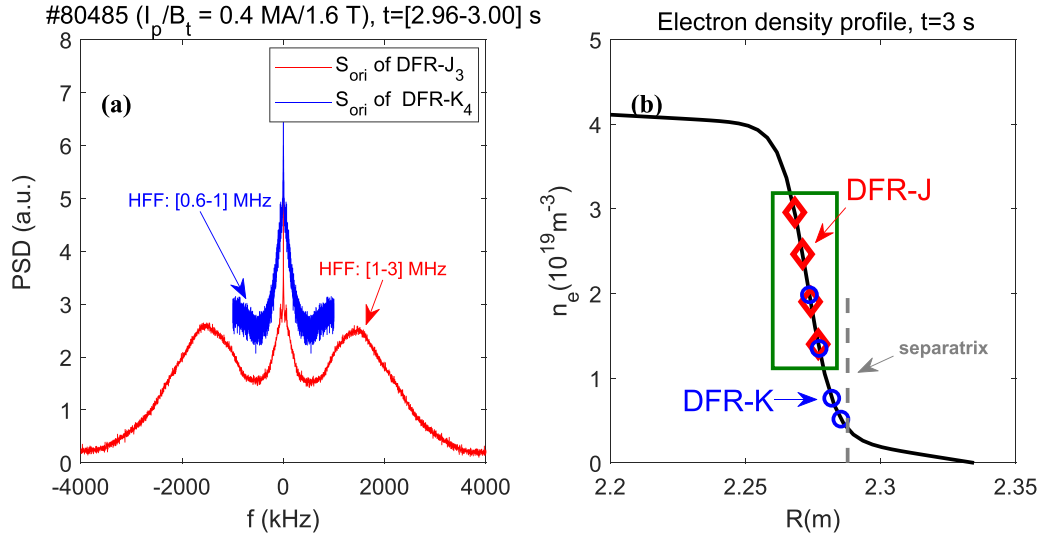 #80485 (I_p/B_t = 0.4 MA/1.6 T), t=[2.96-3.00] s
8
7
6
5
4
3
2
1
0
PSD (a.u.)
(a)
S_ori of DFR-J_3
S_ori of DFR-K_4
HFF: [0.6-1] MHz
HFF: [1-3] MHz
-4000
-2000
0
2000
4000
f (kHz)
Electron density profile, t=3 s
5
4
3
2
1
0
n_e(10^19m^-3)
(b)
DFR-J
separatrix
DFR-K
2.2
2.25
2.3
2.35
R(m)